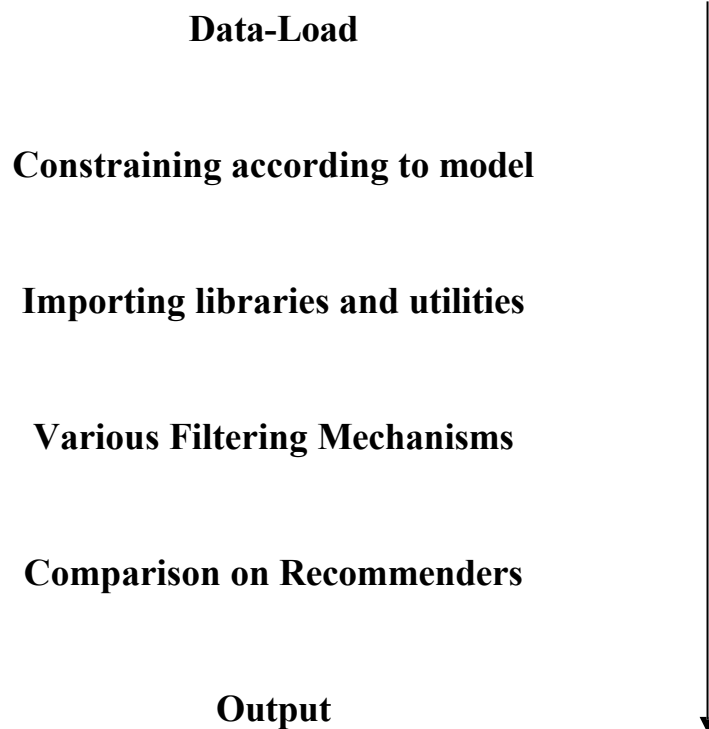 Data-Load
Constraining according to model
Importing libraries and utilities
Various Filtering Mechanisms
Comparison on Recommenders
Output